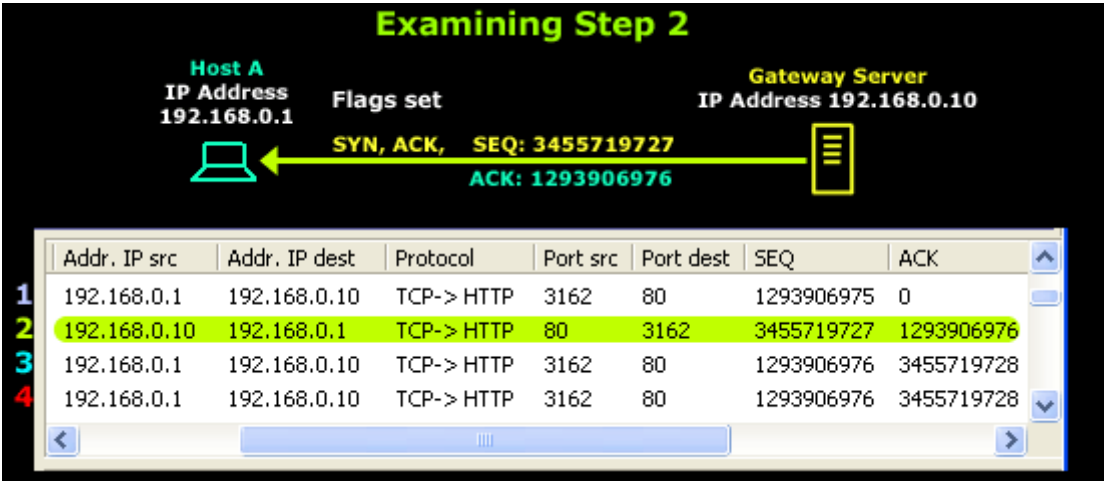 Examining Step 2
Host A
IP Address
192.168.0.1
Flags set
Gateway Server
IP Address 192.168.0.10
SYN, ACK, SEQ: 3455719727
ACK: 1293906976
Addr. IP src Addr. IP dest Protocol Port src Port dest SEQ ACK
1 192.168.0.1 192.168.0.10 TCP-> HTTP 3162 80 1293906975 0
2 192.168.0.10 192.168.0.1 TCP-> HTTP 80 3162 3455719727 1293906976
3 192.168.0.1 192.168.0.10 TCP-> HTTP 3162 80 1293906976 3455719728
4 192.168.0.1 192.168.0.10 TCP-> HTTP 3162 80 1293906976 3455719728